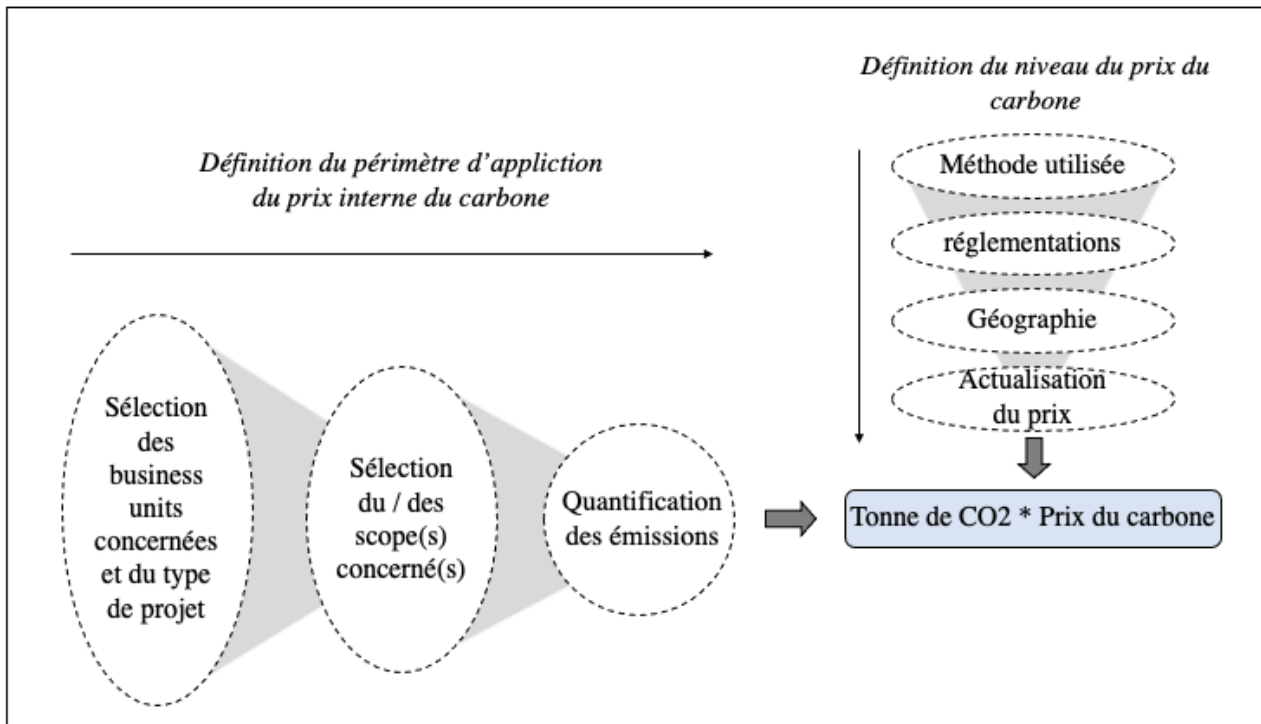 Définition du niveau du prix du
carbone
Méthode utilisée
réglementations
Géographie
Actualisation
du prix
Définition du périmètre d’appliction
du prix interne du carbone
Sélection
des
business
units
concernées
et du type
de projet
Sélection
du / des
scope(s)
concerné(s)
Quantification
des émissions
Tonne de CO2 * Prix du carbone